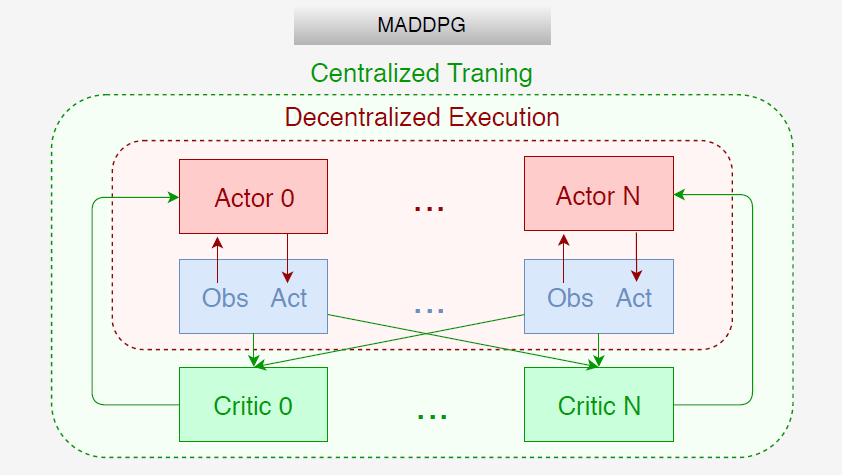 MADDPG
Centralized Traning
Decentralized Execution
Actor 0 ... Actor N
Obs Act ... Obs Act
Critic 0 ... Critic N